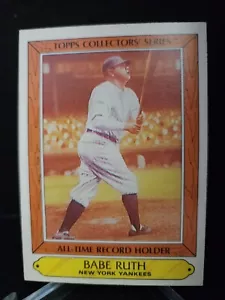 TOPPS COLLECTORS' SERIES
ALL-TIME RECORD HOLDER
BABE RUTH
NEW YORK YANKEES